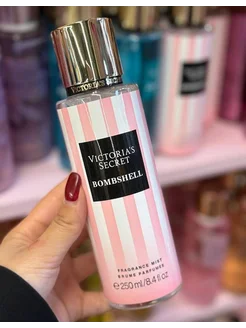 VICTORIA'S SECRET
VICTORIA'S
SECRET
BOMBSHELL
FRAGRANCE MIST
BRUME PARFUMÉE
℮ 250 ml/8.4 fl oz